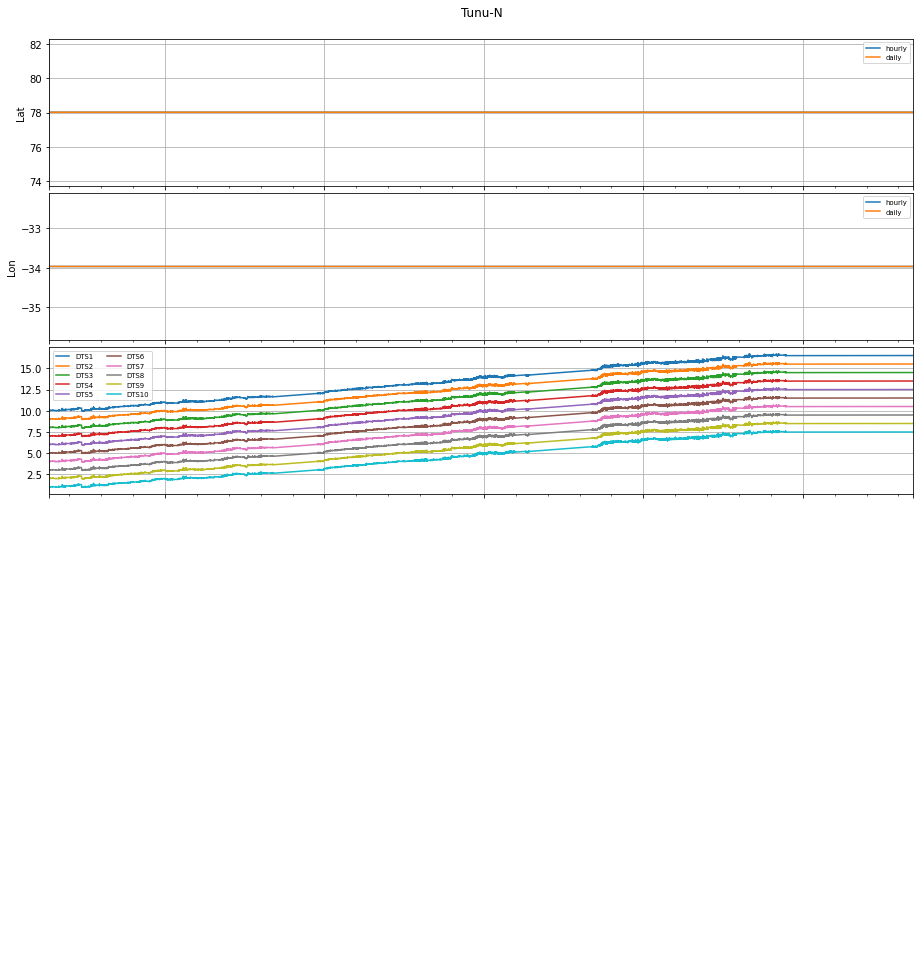 Tunu-N
82
80
78
76
74
Lat
hourly
daily
−33
−34
−35
Lon
hourly
daily
15.0
12.5
10.0
7.5
5.0
2.5
DTS1 DTS6
DTS2 DTS7
DTS3 DTS8
DTS4 DTS9
DTS5 DTS10